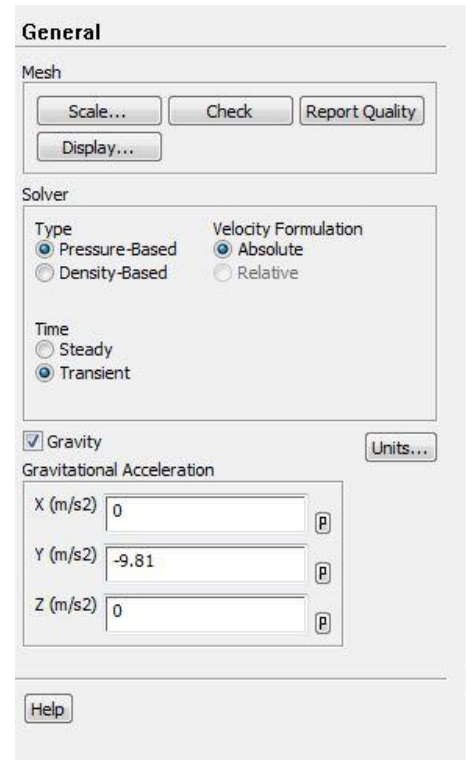 General
Mesh
Scale... Check Report Quality
Display...
Solver
Type Velocity Formulation
Pressure-Based Absolute
Density-Based Relative
Time
Steady
Transient
Gravity Units...
Gravitational Acceleration
X (m/s2) 0 P
Y (m/s2) -9.81 P
Z (m/s2) 0 P
Help